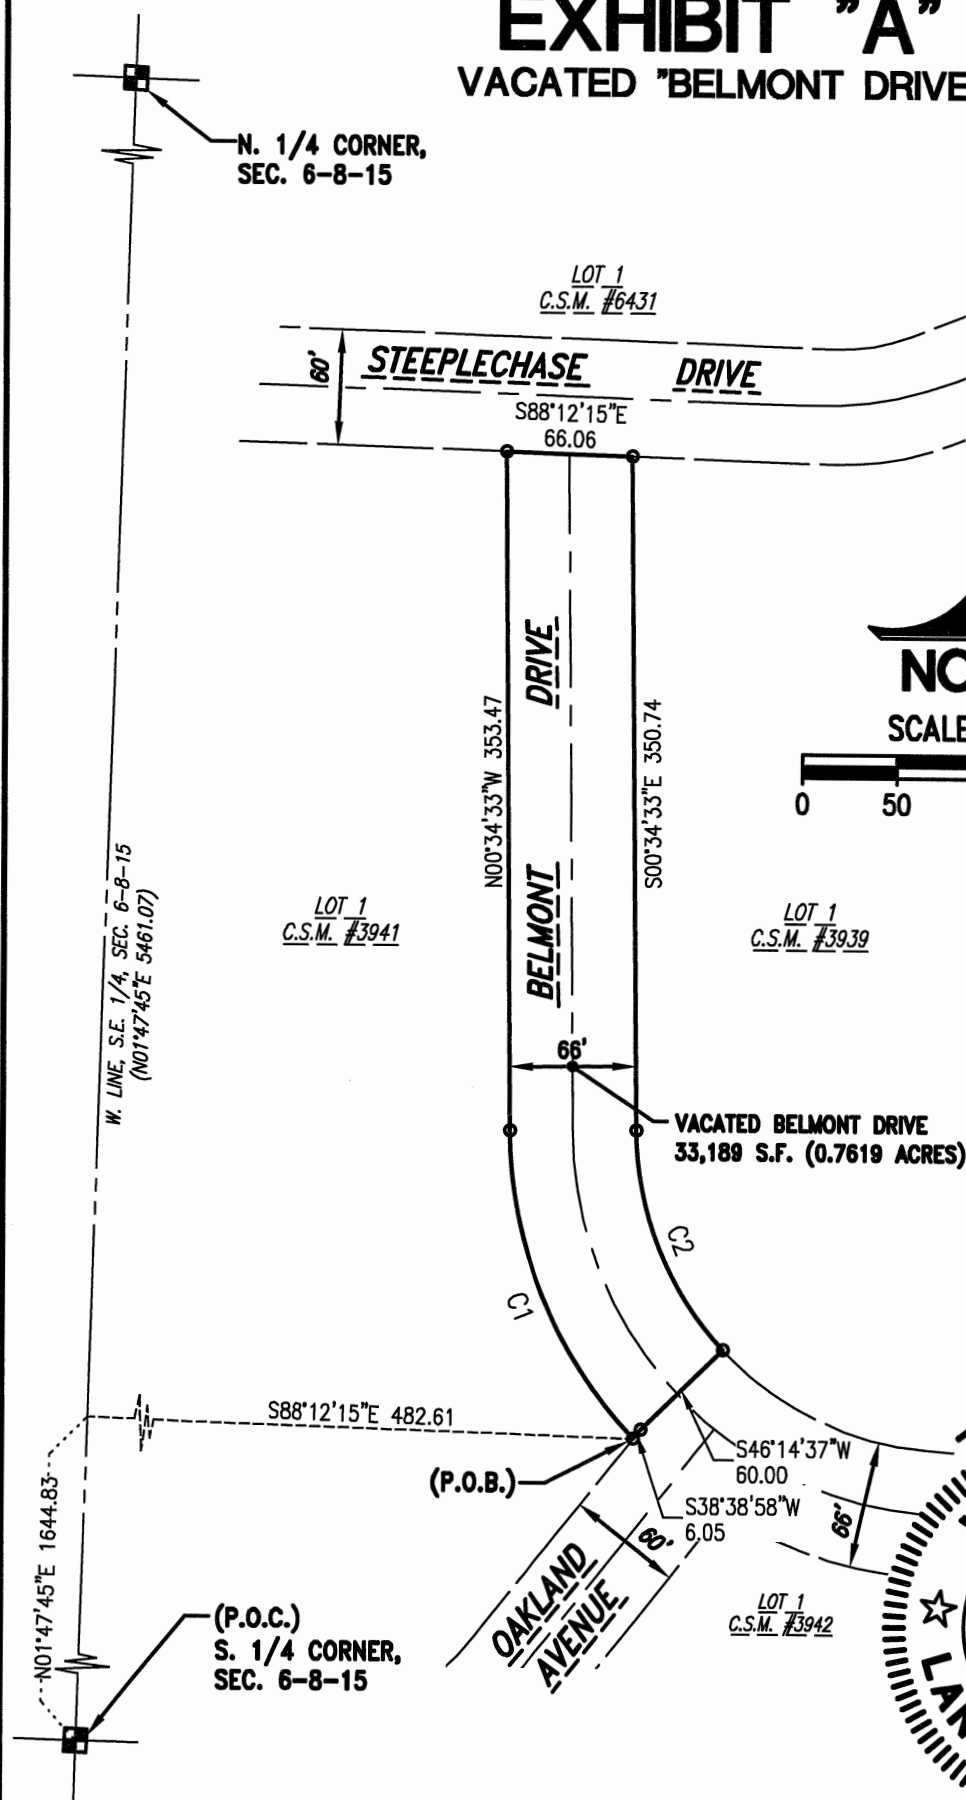 EXHIBIT "A"
VACATED "BELMONT DRIVE
N. 1/4 CORNER,
SEC. 6-8-15
LOT 1
C.S.M. #6431
60'
STEEPLECHASE DRIVE
S88°12'15"E
66.06
DRIVE
N00°34'33"W 353.47
S00°34'33"E 350.74
SCALE
0 50
W. LINE, S.E. 1/4, SEC. 6-8-15
(N01°47'45"E 5461.07)
LOT 1
C.S.M. #3941
BELMONT
LOT 1
C.S.M. #3939
66'
VACATED BELMONT DRIVE
33,189 S.F. (0.7619 ACRES)
C2
C1
S88°12'15"E 482.61
(P.O.B.)
S46°14'37"W
60.00
S38°38'58"W
6.05
66'
60'
N01°47'45"E 1644.83
OAKLAND
AVENUE
LOT 1
C.S.M. #3942
(P.O.C.)
S. 1/4 CORNER,
SEC. 6-8-15